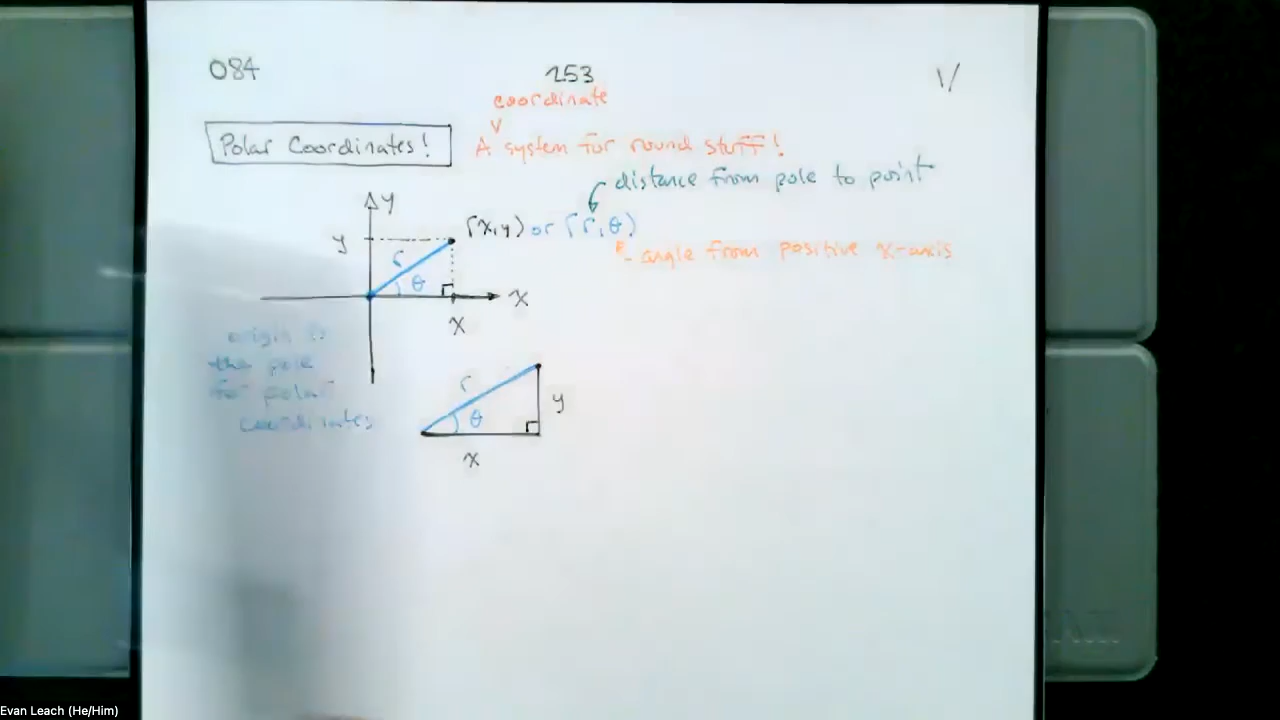 084
253
1/
coordinate
Polar Coordinates!
A system for round stuff!
distance from pole to point
y
y
(x,y) or (r,θ)
angle from positive x-axis
r
θ
x
x
origin is
the pole
for polar
coordinates
r
θ
y
x
Evan Leach (He/Him)